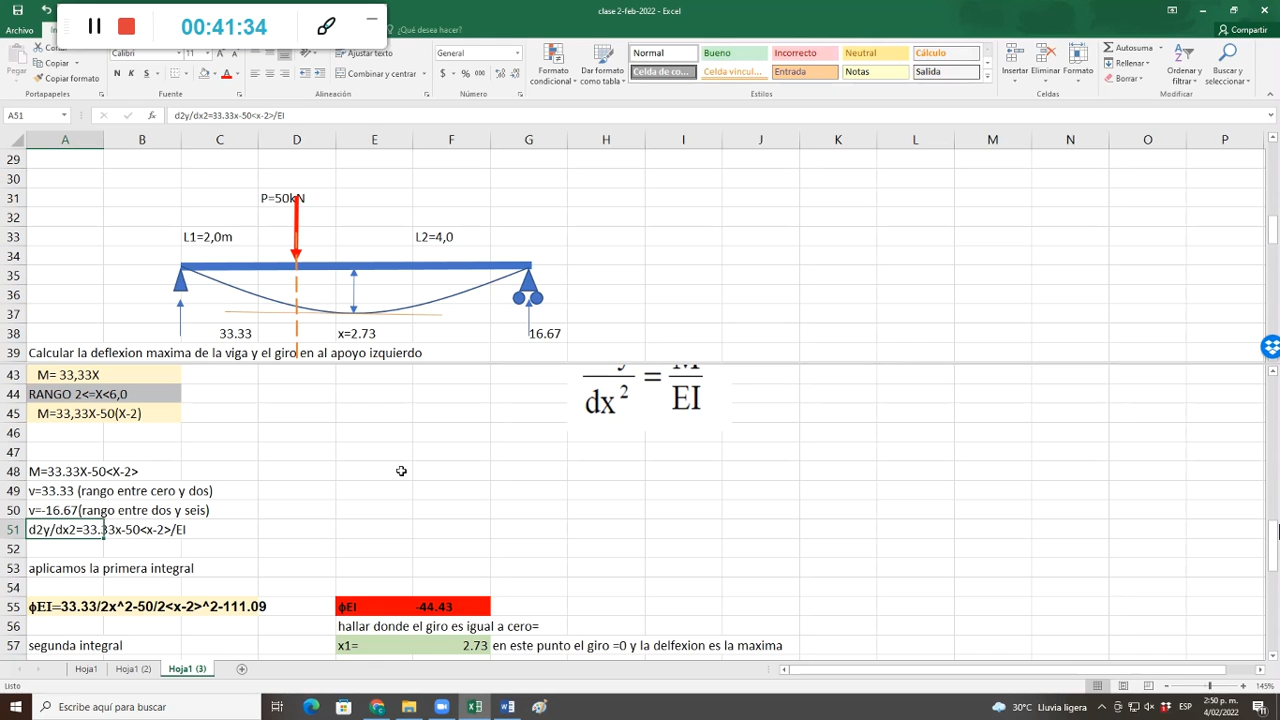 clase 2-feb-2022 - Excel
00:41:34
Archivo
¿Qué desea hacer?
Compartir
Pegar
Cortar
Copiar
Copiar formato
Portapapeles
Calibri
11
N K S
Fuente
Ajustar texto
Combinar y centrar
Alineación
General
$ % 000
Número
Formato condicional
Dar formato como tabla
Normal Bueno Incorrecto Neutral Cálculo
Celda de co... Celda vincul... Entrada Notas Salida
Estilos
Insertar Eliminar Formato
Celdas
Autosuma
Rellenar
Borrar
Ordenar y filtrar
Buscar y seleccionar
Modificar
A51 fx d2y/dx2=33.33x-50<x-2>/EI
A B C D E F G H I J K L M N O P
29
30
31 P=50kN
32
33 L1=2,0m L2=4,0
34
35
36
37
38 33.33 x=2.73 16.67
39 Calcular la deflexion maxima de la viga y el giro en al apoyo izquierdo
43 M= 33,33X
dx 2 = M EI
44 RANGO 2<=X<6,0
45 M=33,33X-50(X-2)
46
47
48 M=33.33X-50<X-2>
49 v=33.33 (rango entre cero y dos)
50 v=-16.67(rango entre dos y seis)
51 d2y/dx2=33.33x-50<x-2>/EI
52
53 aplicamos la primera integral
54
55 ϕEI=33.33/2x^2-50/2<x-2>^2-111.09 ϕEI -44.43
56 hallar donde el giro es igual a cero=
57 segunda integral x1= 2.73 en este punto el giro =0 y la delfexion es la maxima
Hoja1 Hoja1 (2) Hoja1 (3)
Listo
145%
Escribe aquí para buscar
30°C Lluvia ligera
ESP
2:50 p. m.
4/02/2022